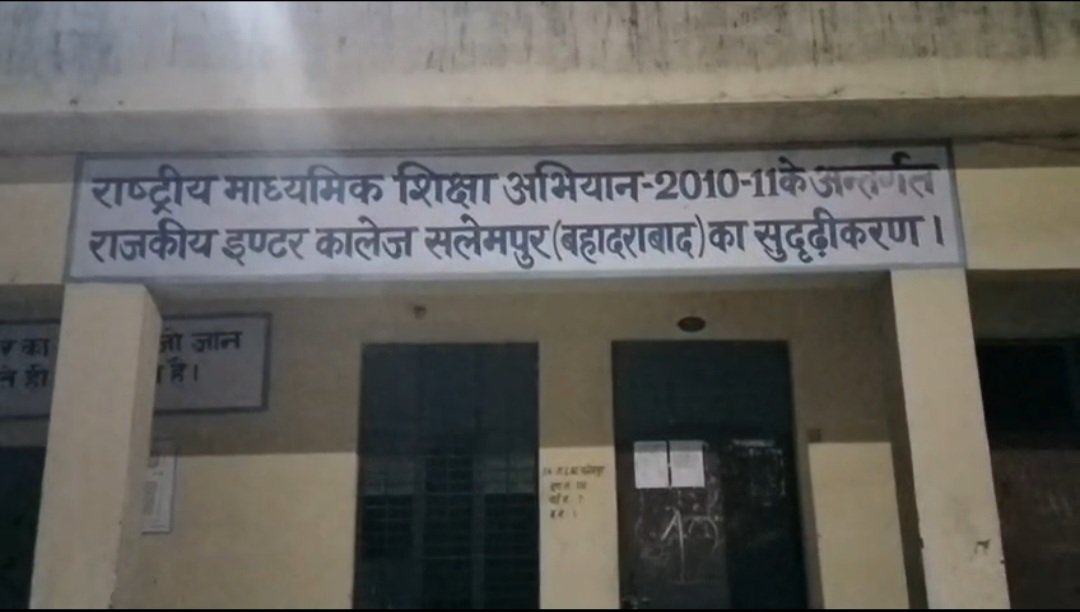 राष्ट्रीय माध्यमिक शिक्षा अभियान-2010-11के अन्तर्गत
राजकीय इण्टर कालेज सलेमपुर(बहादराबाद)का सुदृढ़ीकरण।
का जो जान
ही है।